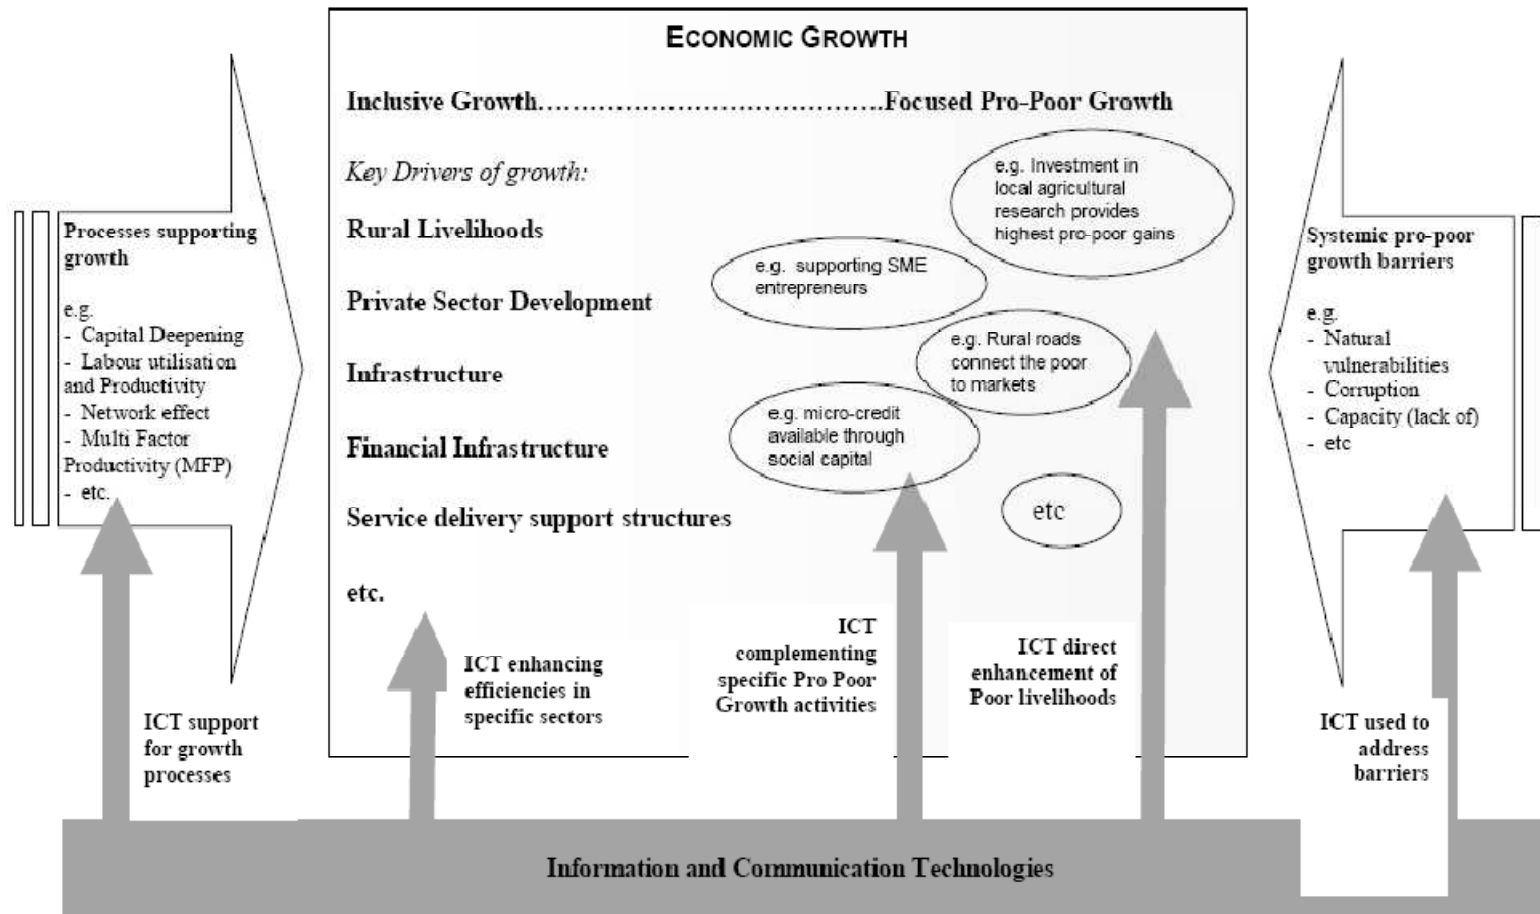 ECONOMIC GROWTH
Inclusive Growth……………………………………Focused Pro-Poor Growth
Key Drivers of growth:
Rural Livelihoods
Private Sector Development
Infrastructure
Financial Infrastructure
Service delivery support structures
etc.
e.g. Investment in
local agricultural
research provides
highest pro-poor gains
e.g. supporting SME
entrepreneurs
e.g. Rural roads
connect the poor
to markets
e.g. micro-credit
available through
social capital
etc
Processes supporting
growth
e.g.
- Capital Deepening
- Labour utilisation
and Productivity
- Network effect
- Multi Factor
Productivity (MFP)
- etc.
Systemic pro-poor
growth barriers
e.g.
- Natural
vulnerabilities
- Corruption
- Capacity (lack of)
- etc
ICT support
for growth
processes
ICT enhancing
efficiencies in
specific sectors
ICT
complementing
specific Pro Poor
Growth activities
ICT direct
enhancement of
Poor livelihoods
ICT used to
address
barriers
Information and Communication Technologies